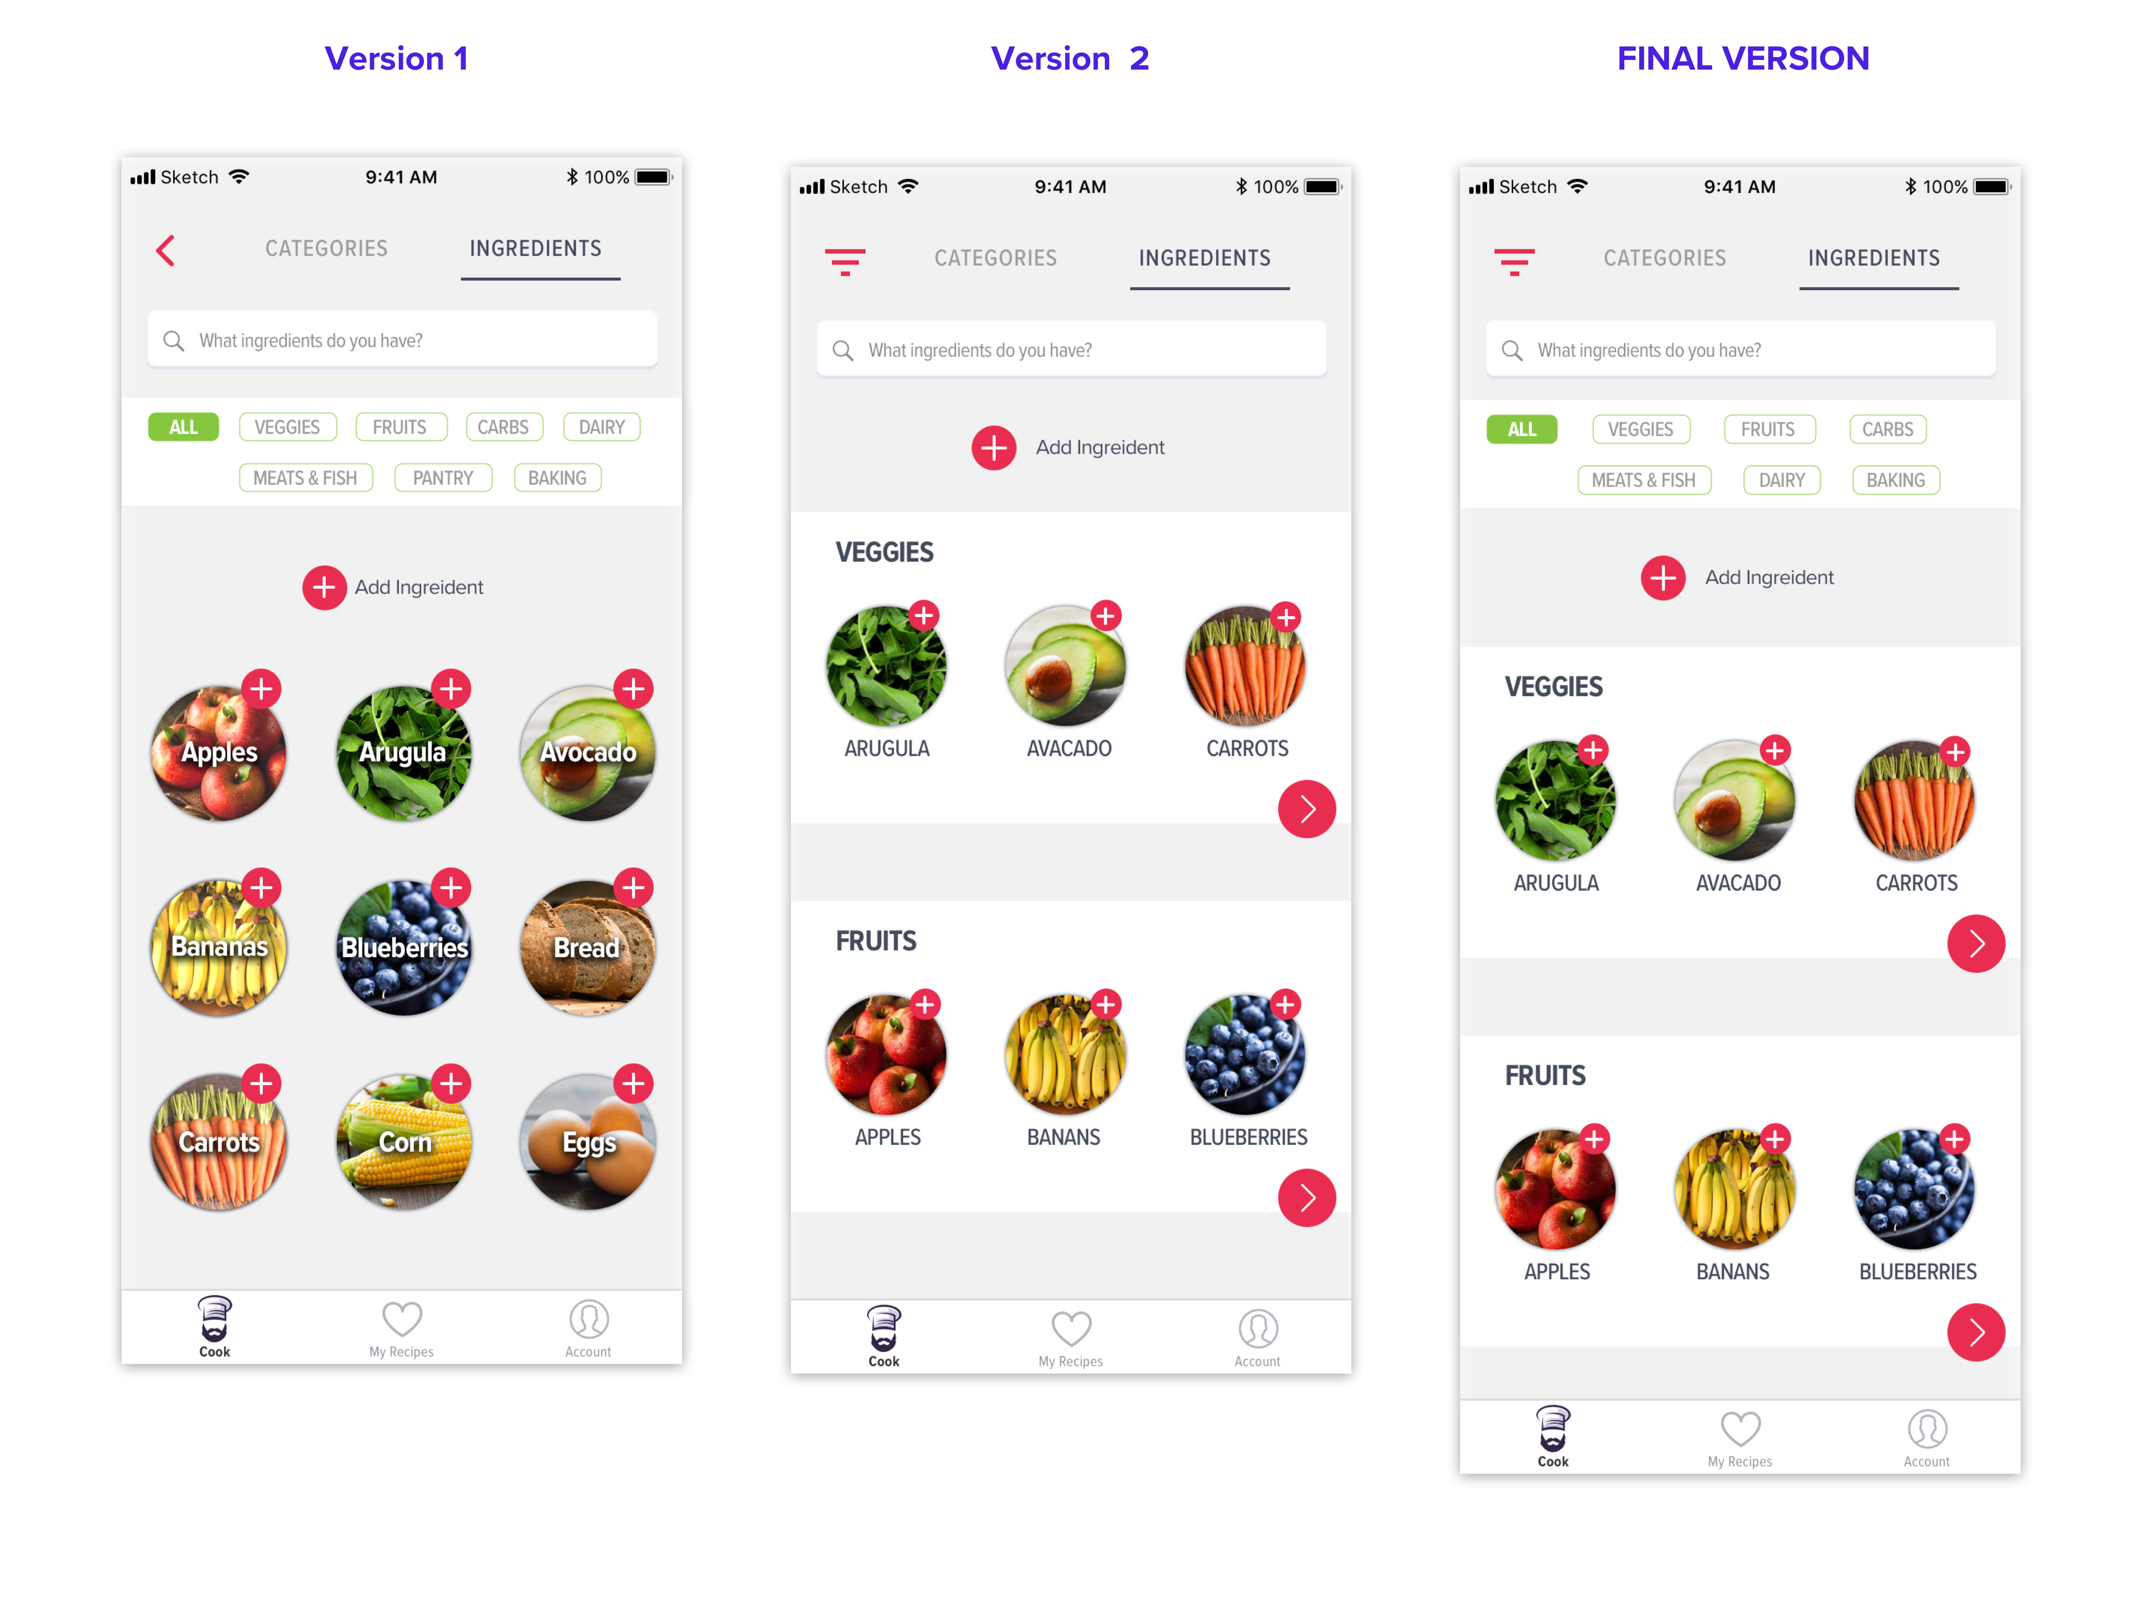 Version 1
Sketch 9:41 AM 100%
CATEGORIES INGREDIENTS
What ingredients do you have?
ALL VEGGIES FRUITS CARBS DAIRY
MEATS & FISH PANTRY BAKING
Add Ingreident
Apples Arugula Avocado
Bananas Blueberries Bread
Carrots Corn Eggs
Cook My Recipes Account
Version 2
Sketch 9:41 AM 100%
CATEGORIES INGREDIENTS
What ingredients do you have?
Add Ingreident
VEGGIES
ARUGULA AVACADO CARROTS
FRUITS
APPLES BANANS BLUEBERRIES
Cook My Recipes Account
FINAL VERSION
Sketch 9:41 AM 100%
CATEGORIES INGREDIENTS
What ingredients do you have?
ALL VEGGIES FRUITS CARBS
MEATS & FISH DAIRY BAKING
Add Ingreident
VEGGIES
ARUGULA AVACADO CARROTS
FRUITS
APPLES BANANS BLUEBERRIES
Cook My Recipes Account